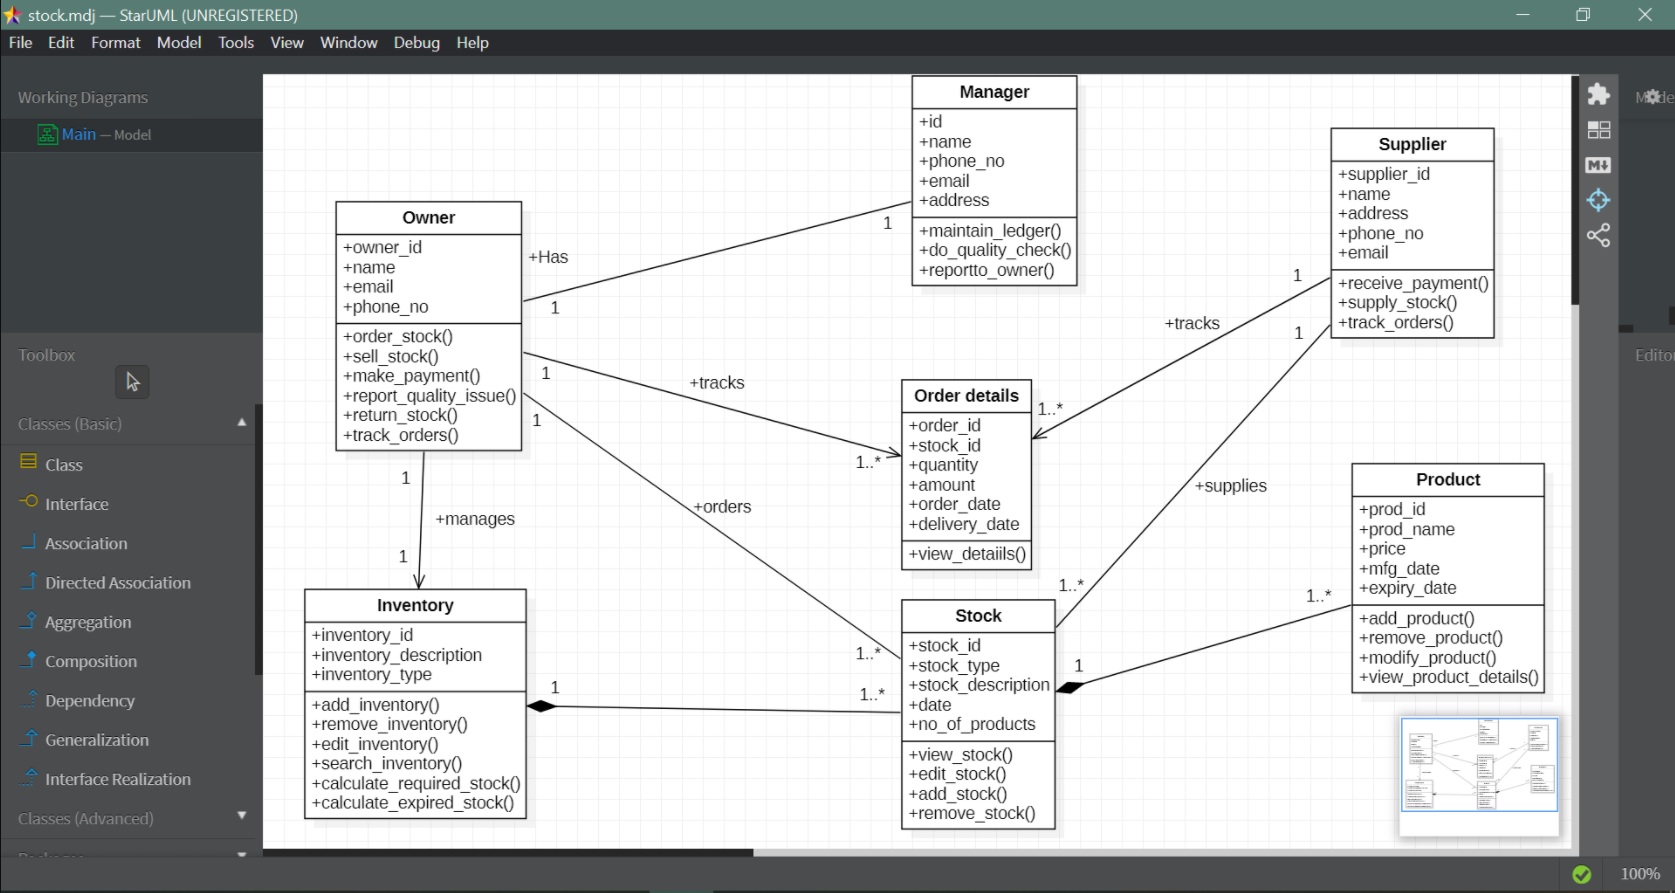 stock.mdj — StarUML (UNREGISTERED)
File Edit Format Model Tools View Window Debug Help
Working Diagrams
Main — Model
Toolbox
Classes (Basic)
Class
Interface
Association
Directed Association
Aggregation
Composition
Dependency
Generalization
Interface Realization
Classes (Advanced)
Manager
+id
+name
+phone_no
+email
+address
+maintain_ledger()
+do_quality_check()
+reportto_owner()
Supplier
+supplier_id
+name
+address
+phone_no
+email
+receive_payment()
+supply_stock()
+track_orders()
Owner
+owner_id
+name
+email
+phone_no
+order_stock()
+sell_stock()
+make_payment()
+report_quality_issue()
+return_stock()
+track_orders()
+Has
1
1
+tracks
1
1..*
+tracks
1
1..*
+orders
1
1..*
+supplies
1
1..*
+manages
1
1
Order details
+order_id
+stock_id
+quantity
+amount
+order_date
+delivery_date
+view_detaiils()
Product
+prod_id
+prod_name
+price
+mfg_date
+expiry_date
+add_product()
+remove_product()
+modify_product()
+view_product_details()
1..*
1
Inventory
+inventory_id
+inventory_description
+inventory_type
+add_inventory()
+remove_inventory()
+edit_inventory()
+search_inventory()
+calculate_required_stock()
+calculate_expired_stock()
1
1..*
Stock
+stock_id
+stock_type
+stock_description
+date
+no_of_products
+view_stock()
+edit_stock()
+add_stock()
+remove_stock()
M↓
Edito
100%